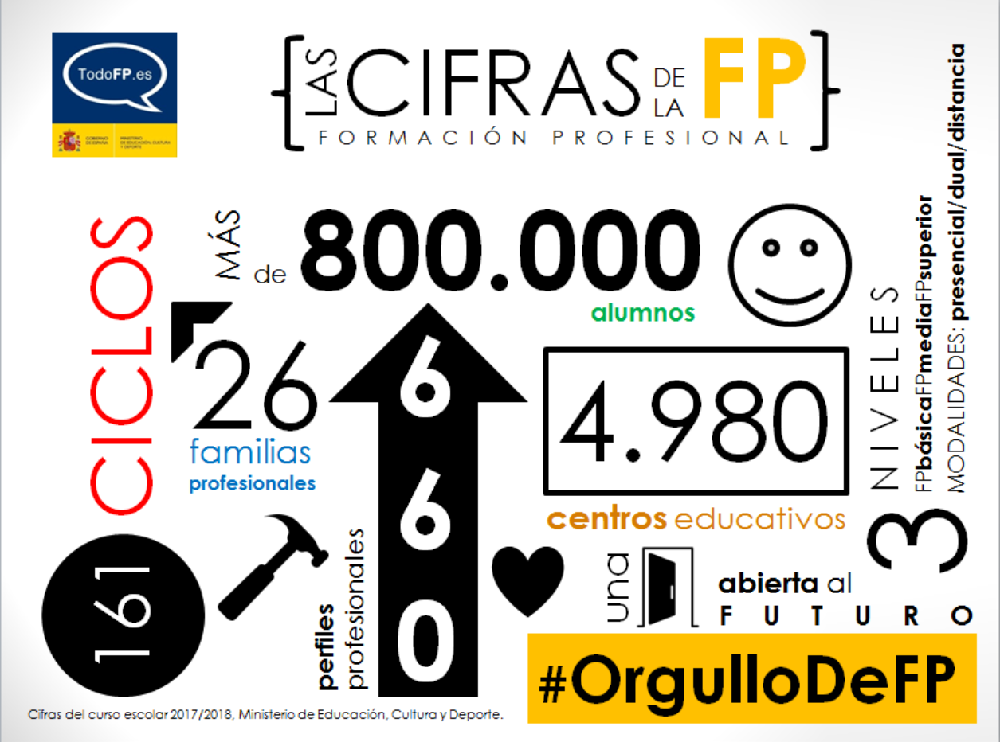 TodoFP.es
GOBIERNO
DE ESPAÑA
MINISTERIO
DE EDUCACIÓN, CULTURA
Y DEPORTE
LAS CIFRAS DE LA FP
FORMACIÓN PROFESIONAL
MÁS de 800.000
alumnos
161 CICLOS
26
familias
profesionales
660
perfiles
profesionales
4.980
centros educativos
3 NIVELES
FPbásicaFPmediaFPsuperior
MODALIDADES: presencial/dual/distancia
una
abierta al
FUTURO
#OrgulloDeFP
Cifras del curso escolar 2017/2018, Ministerio de Educación, Cultura y Deporte.